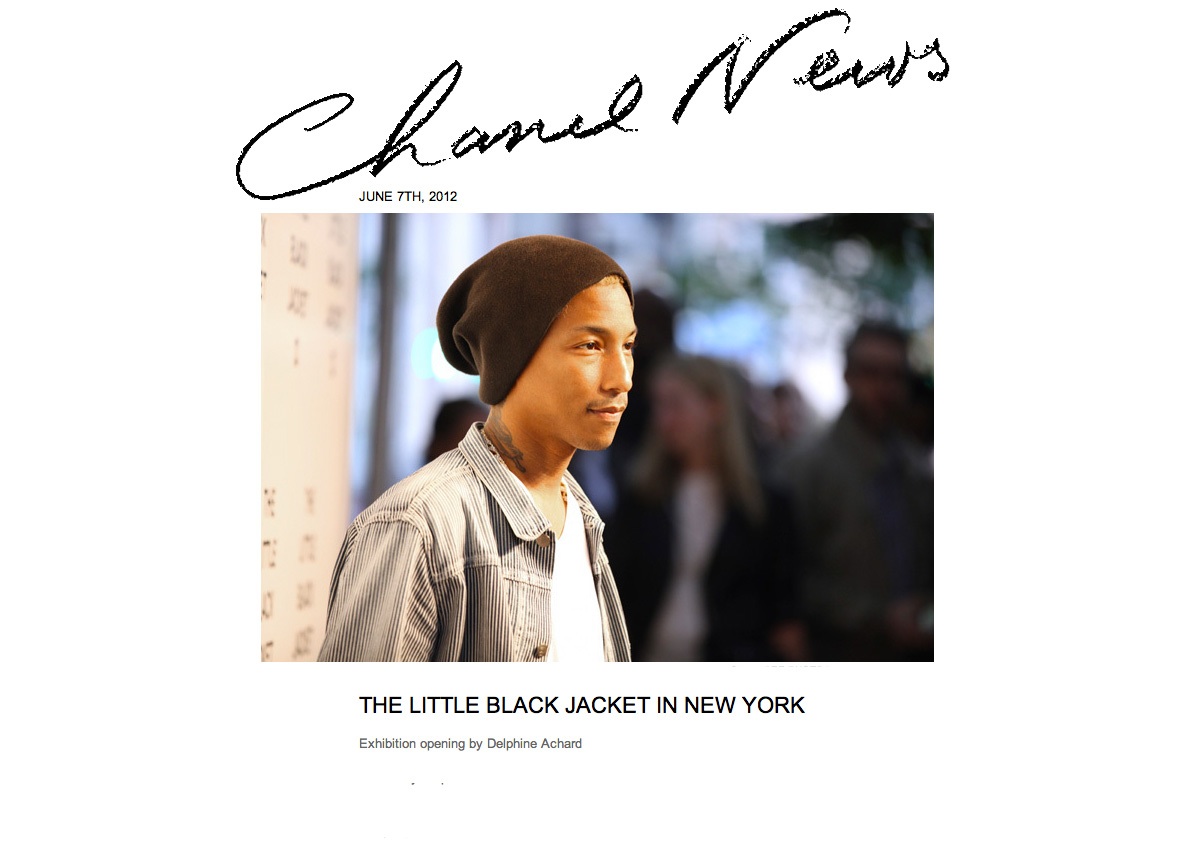 Chanel News
JUNE 7TH, 2012
THE LITTLE BLACK JACKET IN NEW YORK
Exhibition opening by Delphine Achard